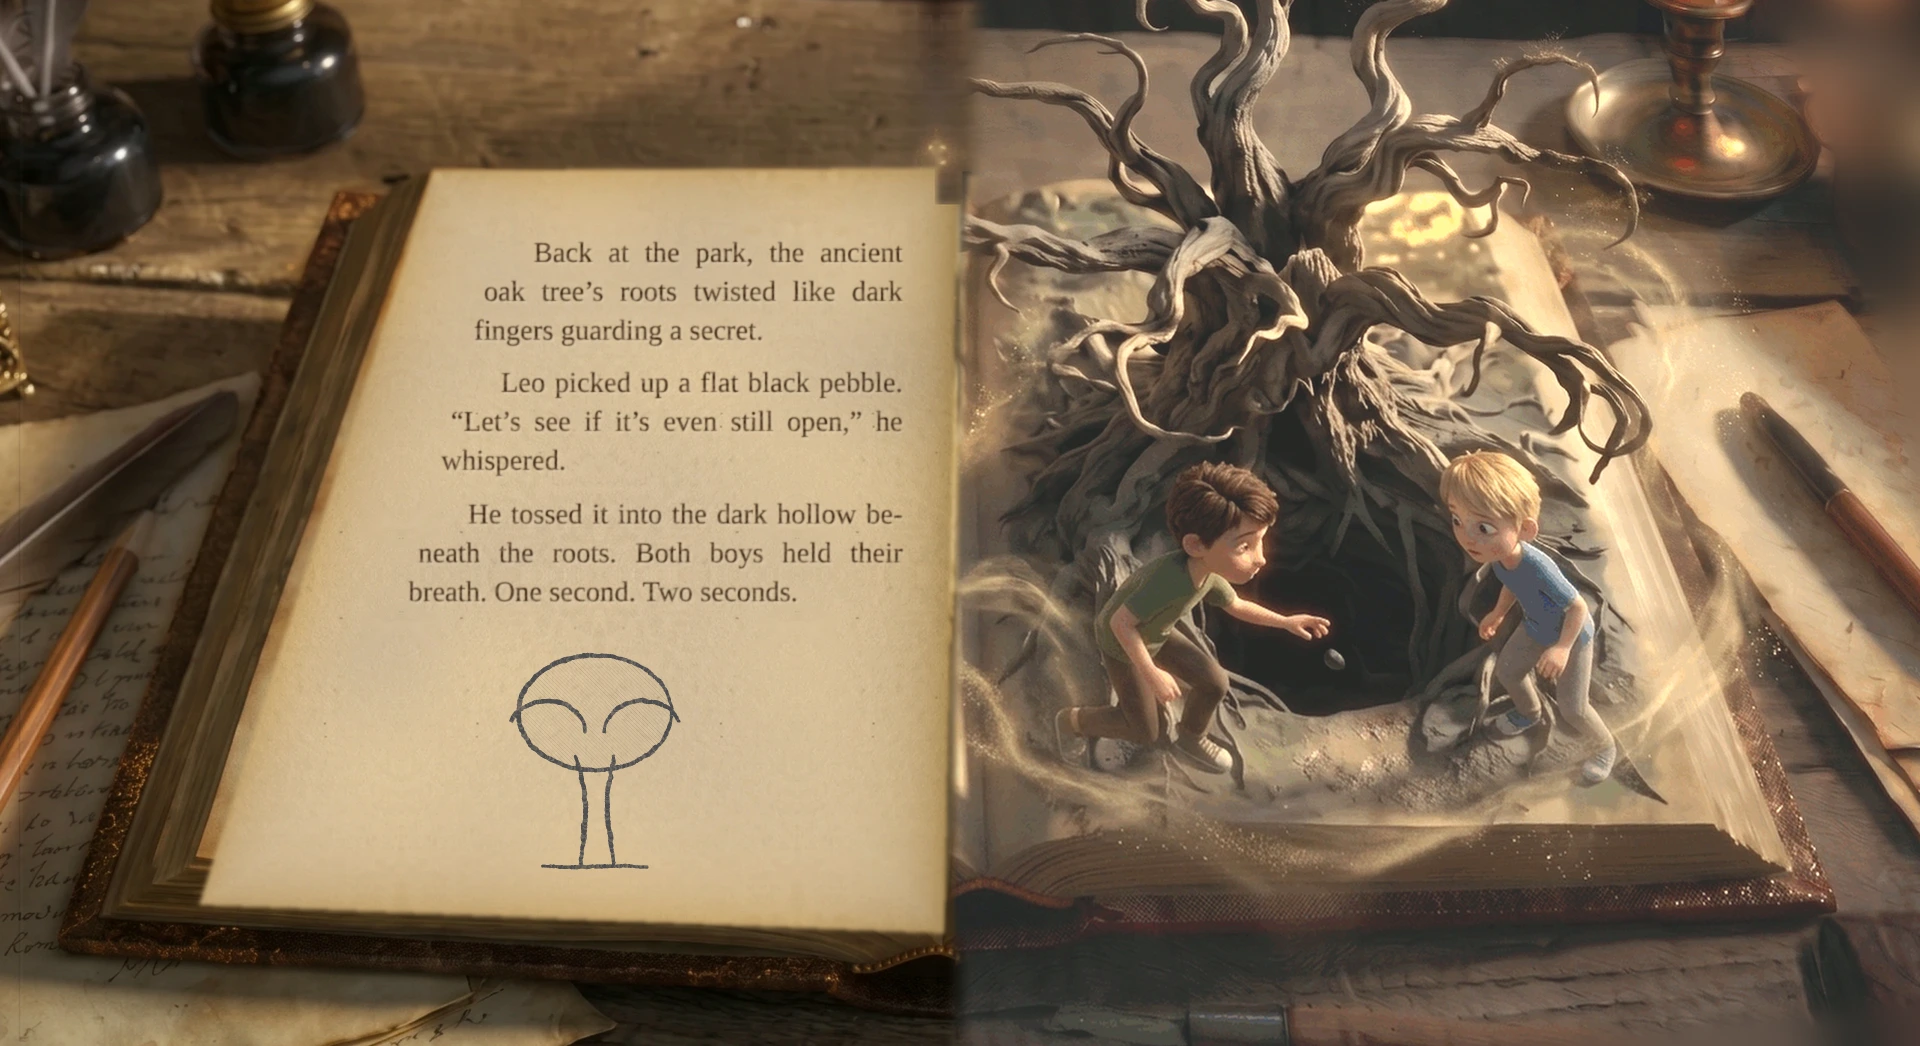 Back at the park, the ancient
oak tree’s roots twisted like dark
fingers guarding a secret.
Leo picked up a flat black pebble.
“Let’s see if it’s even still open,” he
whispered.
He tossed it into the dark hollow be-
neath the roots. Both boys held their
breath. One second. Two seconds.